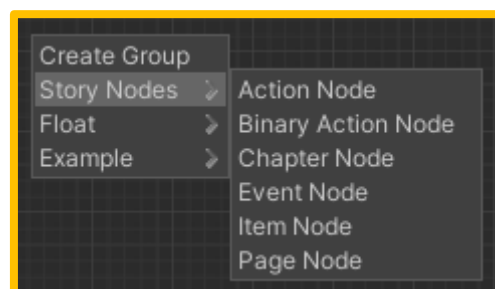 Create Group
Story Nodes
Float
Example
Action Node
Binary Action Node
Chapter Node
Event Node
Item Node
Page Node